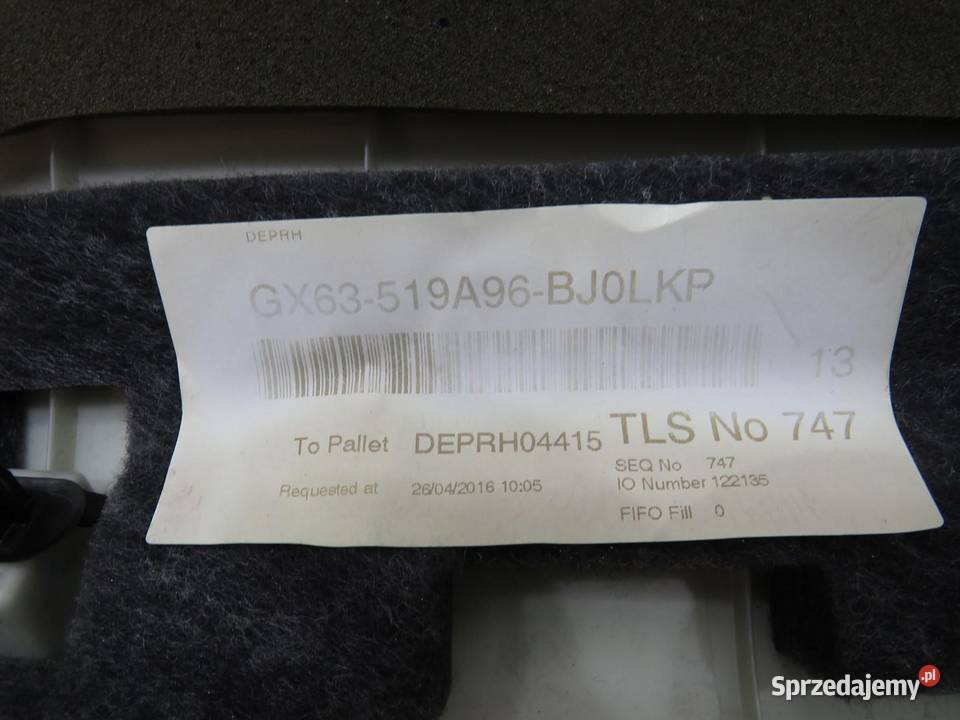 DEPRH
GX63-519A96-BJ0LKP
13
To Pallet DEPRH04415 TLS No 747
SEQ No 747
Requested at 26/04/2016 10:05 IO Number 122135
FIFO Fill 0
Sprzedajemy.pl